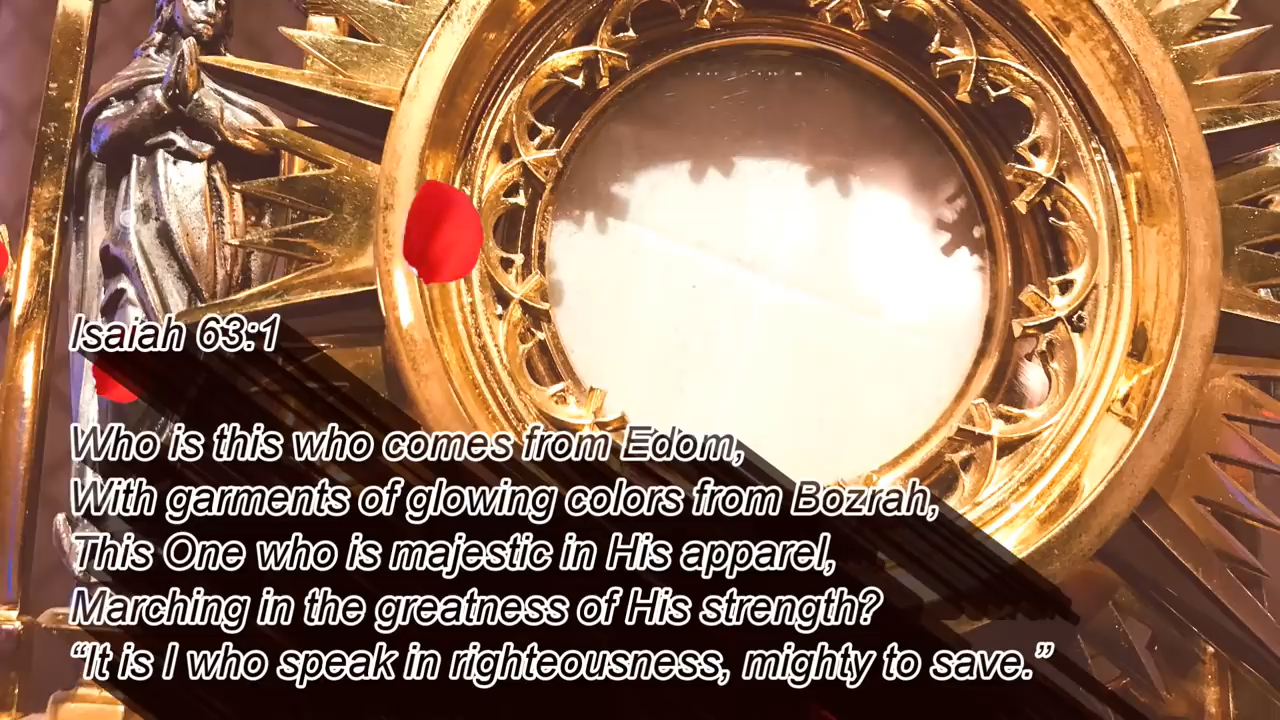 Isaiah 63:1
Who is this who comes from Edom,
With garments of glowing colors from Bozrah,
This One who is majestic in His apparel,
Marching in the greatness of His strength?
“It is I who speak in righteousness, mighty to save.”